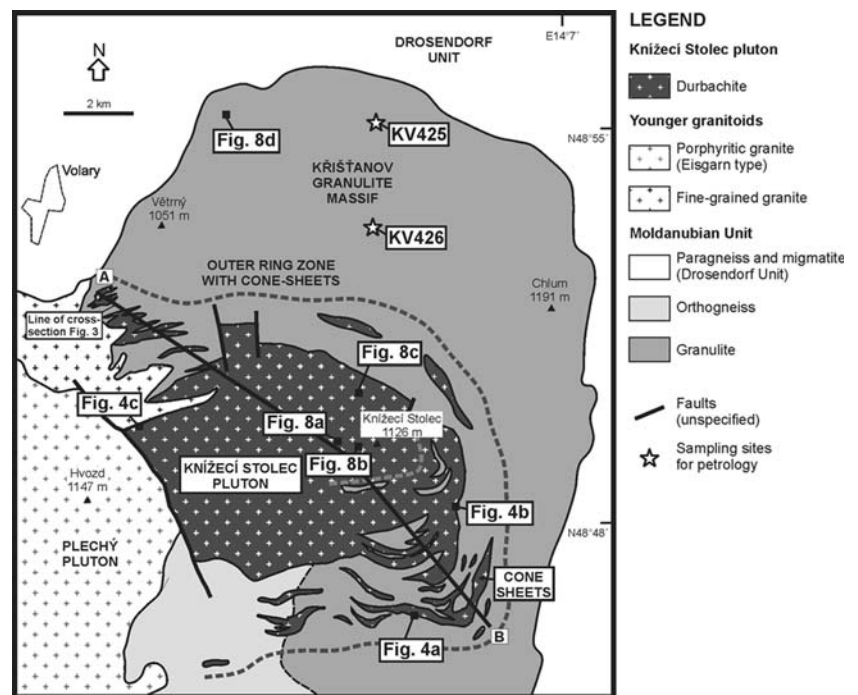 DROSENDORF
UNIT
E14°7'
N
2 km
Fig. 8d
KV425
N48°55'
KŘIŠŤANOV
GRANULITE
MASSIF
Volary
Větrný
1051 m
KV426
OUTER RING ZONE
WITH CONE-SHEETS
A
Chlum
1191 m
Line of cross-
section Fig. 3
Fig. 8c
Fig. 4c
Fig. 8a
Knížecí Stolec
1126 m
Fig. 8b
Hvozd
1147 m
KNÍŽECÍ STOLEC
PLUTON
Fig. 4b
N48°48'
PLECHÝ
PLUTON
CONE
SHEETS
B
Fig. 4a
LEGEND
Knížecí Stolec pluton
Durbachite
Younger granitoids
Porphyritic granite
(Eisgarn type)
Fine-grained granite
Moldanubian Unit
Paragneiss and migmatite
(Drosendorf Unit)
Orthogneiss
Granulite
Faults
(unspecified)
Sampling sites
for petrology